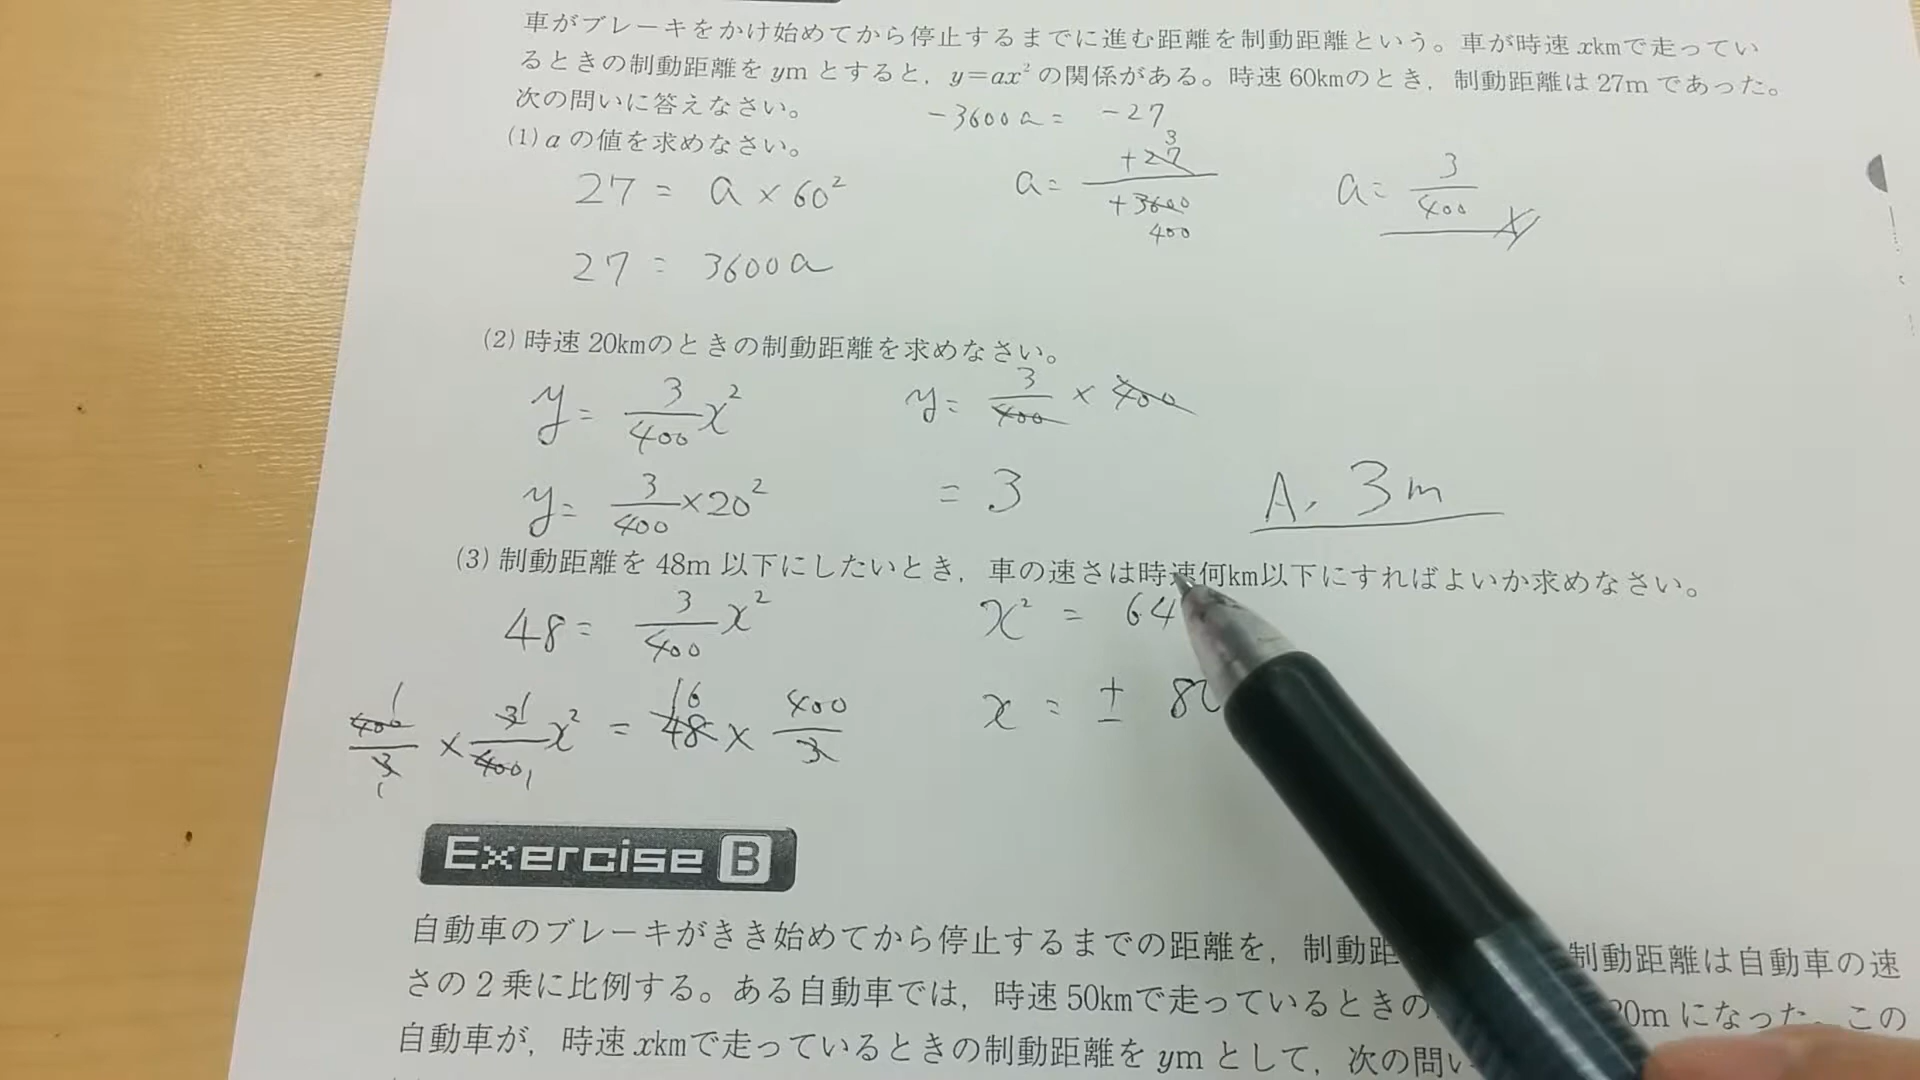 車がブレーキをかけ始めてから停止するまでに進む距離を制動距離という。車が時速xkmで走ってい
るときの制動距離をymとすると，y=ax²の関係がある。時速60kmのとき，制動距離は27mであった。
次の問いに答えなさい。
-3600a = -27
(1) aの値を求めなさい。
27 = a × 60²
a = +27/+3600 3 400
a = 3/400
27 = 3600a
(2) 時速20kmのときの制動距離を求めなさい。
y = 3/400 x²
y = 3/400 × 400
y = 3/400 × 20²
= 3
A. 3m
(3) 制動距離を48m以下にしたいとき，車の速さは時速何km以下にすればよいか求めなさい。
48 = 3/400 x²
x² = 64
400/3 × 3/400 x² = 48 × 400/3
1 1 1 1 16
x = ± 80
Exercise B
自動車のブレーキがきき始めてから停止するまでの距離を，制動距 制動距離は自動車の速
さの2乗に比例する。ある自動車では，時速50kmで走っているときの 20mになった。この
自動車が，時速xkmで走っているときの制動距離をymとして，次の問い